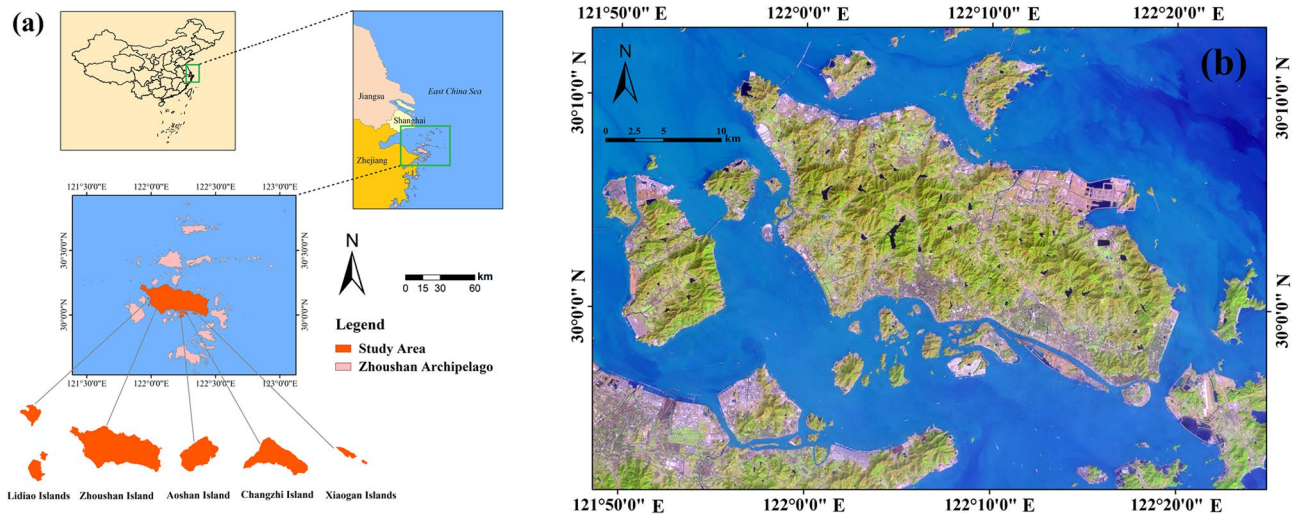 (a)
Jiangsu
East China Sea
Shanghai
Zhejiang
121°30'0"E 122°0'0"E 122°30'0"E 123°0'0"E
30°30'0"N
30°0'0"N
30°30'0"N
30°0'0"N
121°30'0"E 122°0'0"E 122°30'0"E 123°0'0"E
N
km
0 15 30 60
Legend
Study Area
Zhoushan Archipelago
Lidiao Islands Zhoushan Island Aoshan Island Changzhi Island Xiaogan Islands
121°50'0" E 122°0'0" E 122°10'0" E 122°20'0" E
(b)
N
0 2.5 5 10
km
30°10'0" N
30°0'0" N
30°10'0" N
30°0'0" N
121°50'0" E 122°0'0" E 122°10'0" E 122°20'0" E